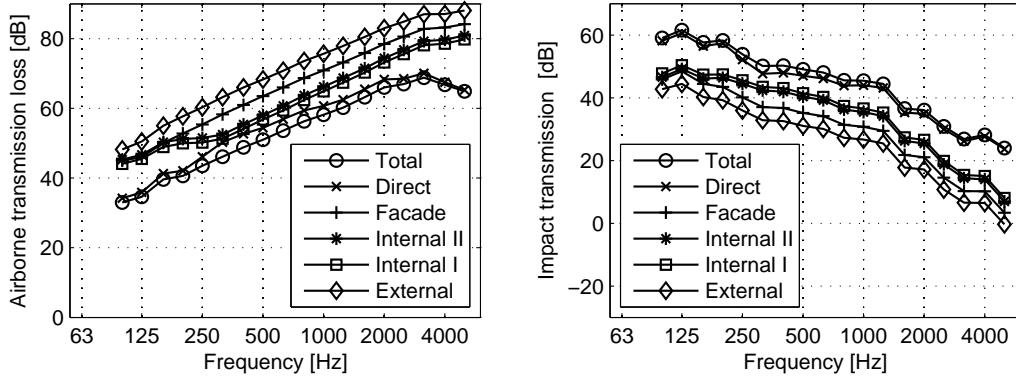 Airborne transmission loss [dB]
80
60
40
20
0
Total
Direct
Facade
Internal II
Internal I
External
63 125 250 500 1000 2000 4000
Frequency [Hz]
Impact transmission [dB]
60
40
20
0
−20
Total
Direct
Facade
Internal II
Internal I
External
63 125 250 500 1000 2000 4000
Frequency [Hz]